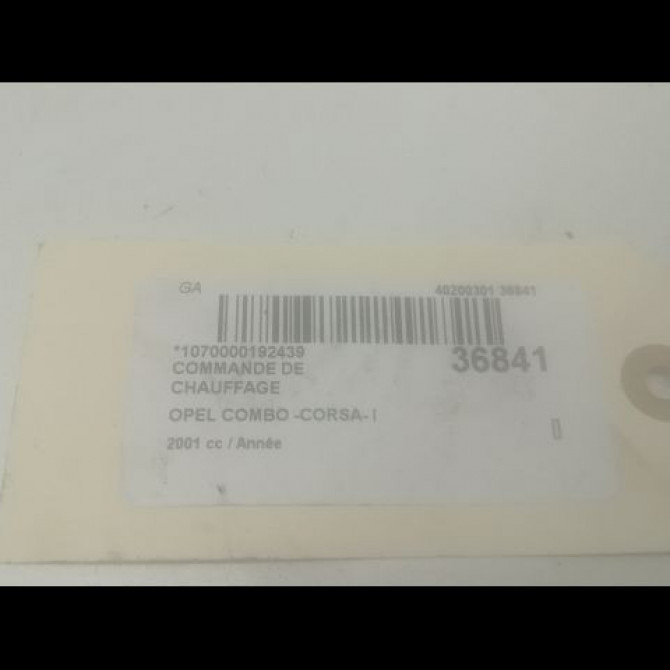 GA 40200301 36841
*1070000192439 36841
COMMANDE DE
CHAUFFAGE
OPEL COMBO -CORSA- I
2001 cc / Année